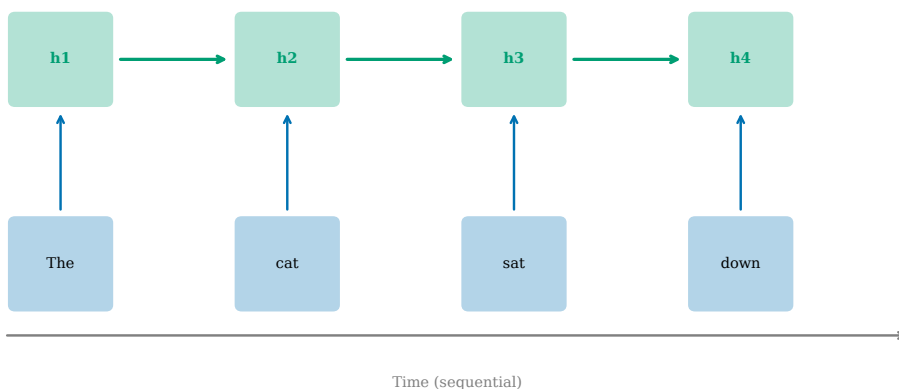 h1 h2 h3 h4
The cat sat down
Time (sequential)